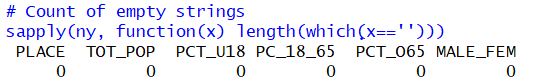 # Count of empty strings
sapply(ny, function(x) length(which(x=='')))
PLACE TOT_POP PCT_U18 PC_18_65 PCT_O65 MALE_FEM
0 0 0 0 0 0